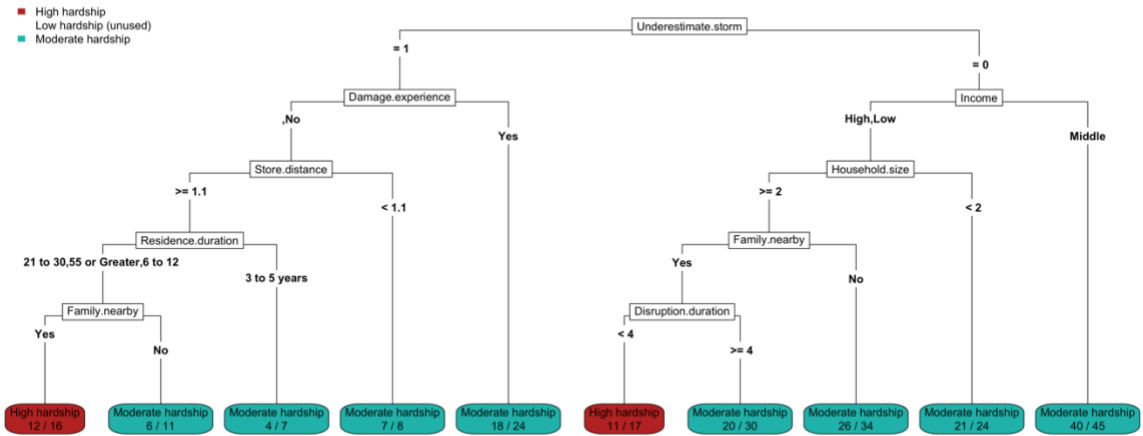 High hardship
Low hardship (unused)
Moderate hardship
Underestimate.storm
= 1
= 0
Damage.experience
Income
,No
Yes
High,Low
Middle
Store.distance
Household.size
>= 1.1
< 1.1
>= 2
< 2
Residence.duration
Family.nearby
21 to 30,55 or Greater,6 to 12
3 to 5 years
Yes
No
Family.nearby
Disruption.duration
Yes
No
< 4
>= 4
High hardship
12 / 16
Moderate hardship
6 / 11
Moderate hardship
4 / 7
Moderate hardship
7 / 8
Moderate hardship
18 / 24
High hardship
11 / 17
Moderate hardship
20 / 30
Moderate hardship
26 / 34
Moderate hardship
21 / 24
Moderate hardship
40 / 45